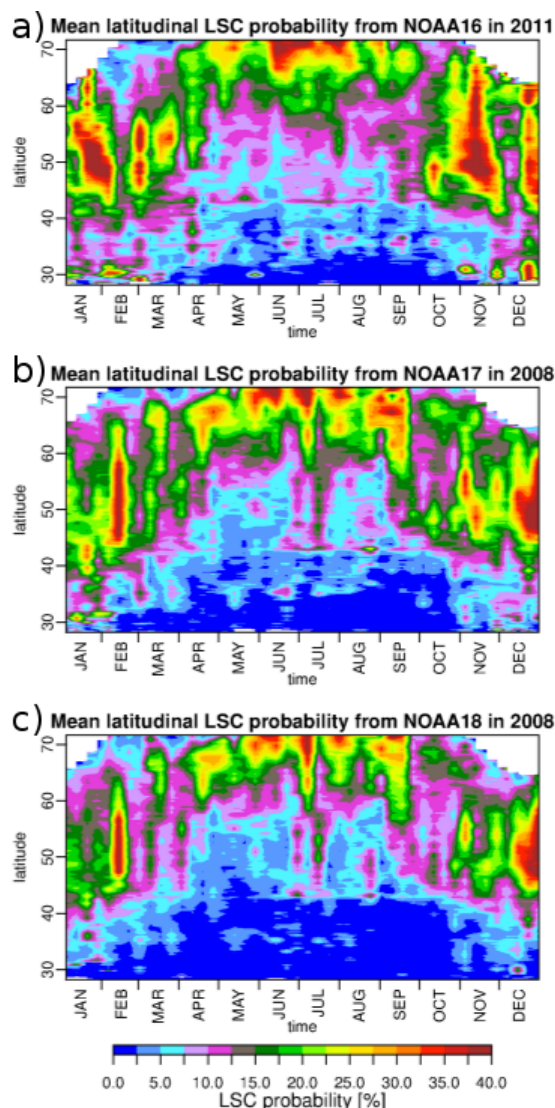 a) Mean latitudinal LSC probability from NOAA16 in 2011
latitude
70
60
50
40
30
JAN FEB MAR APR MAY JUN JUL AUG SEP OCT NOV DEC
time
b) Mean latitudinal LSC probability from NOAA17 in 2008
latitude
70
60
50
40
30
JAN FEB MAR APR MAY JUN JUL AUG SEP OCT NOV DEC
time
c) Mean latitudinal LSC probability from NOAA18 in 2008
latitude
70
60
50
40
30
JAN FEB MAR APR MAY JUN JUL AUG SEP OCT NOV DEC
time
0.0 5.0 10.0 15.0 20.0 25.0 30.0 35.0 40.0
LSC probability [%]